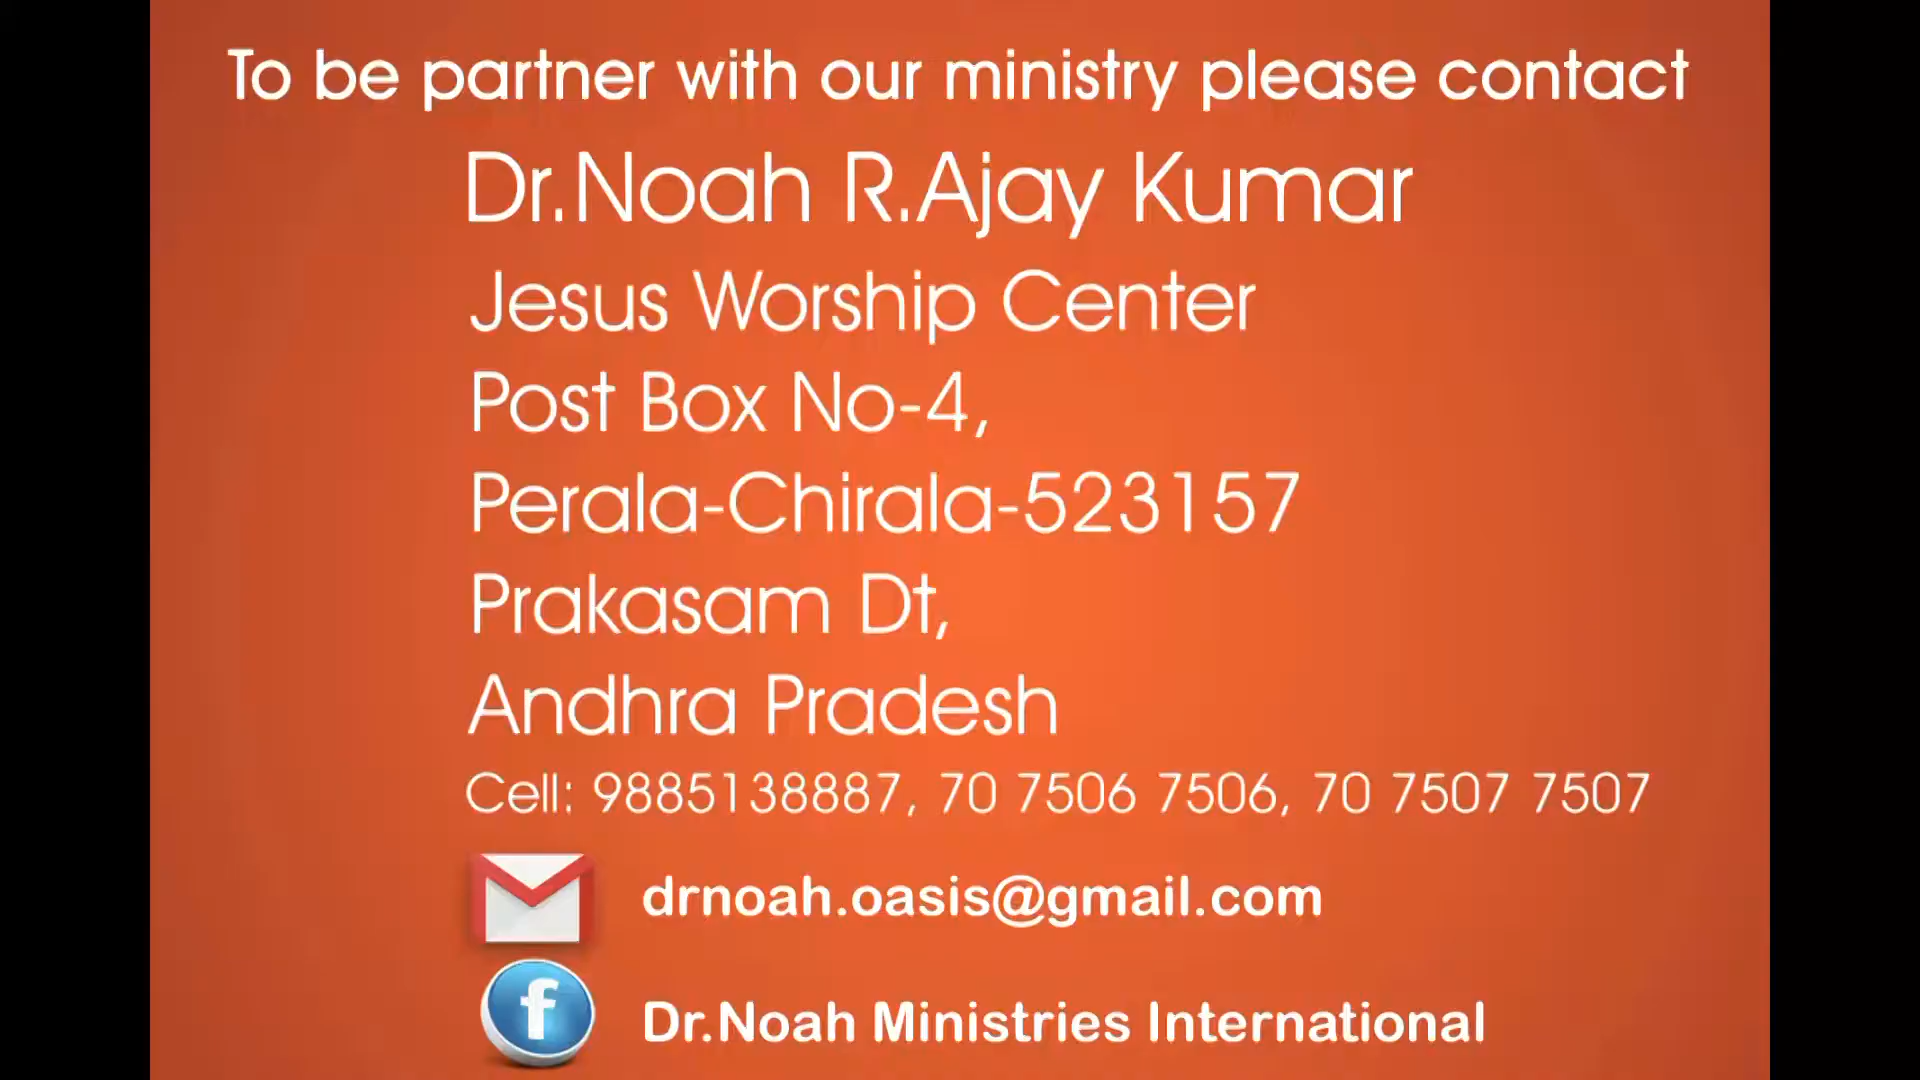 To be partner with our ministry please contact
Dr.Noah R.Ajay Kumar
Jesus Worship Center
Post Box No-4,
Perala-Chirala-523157
Prakasam Dt,
Andhra Pradesh
Cell: 9885138887, 70 7506 7506, 70 7507 7507
drnoah.oasis@gmail.com
f Dr.Noah Ministries International